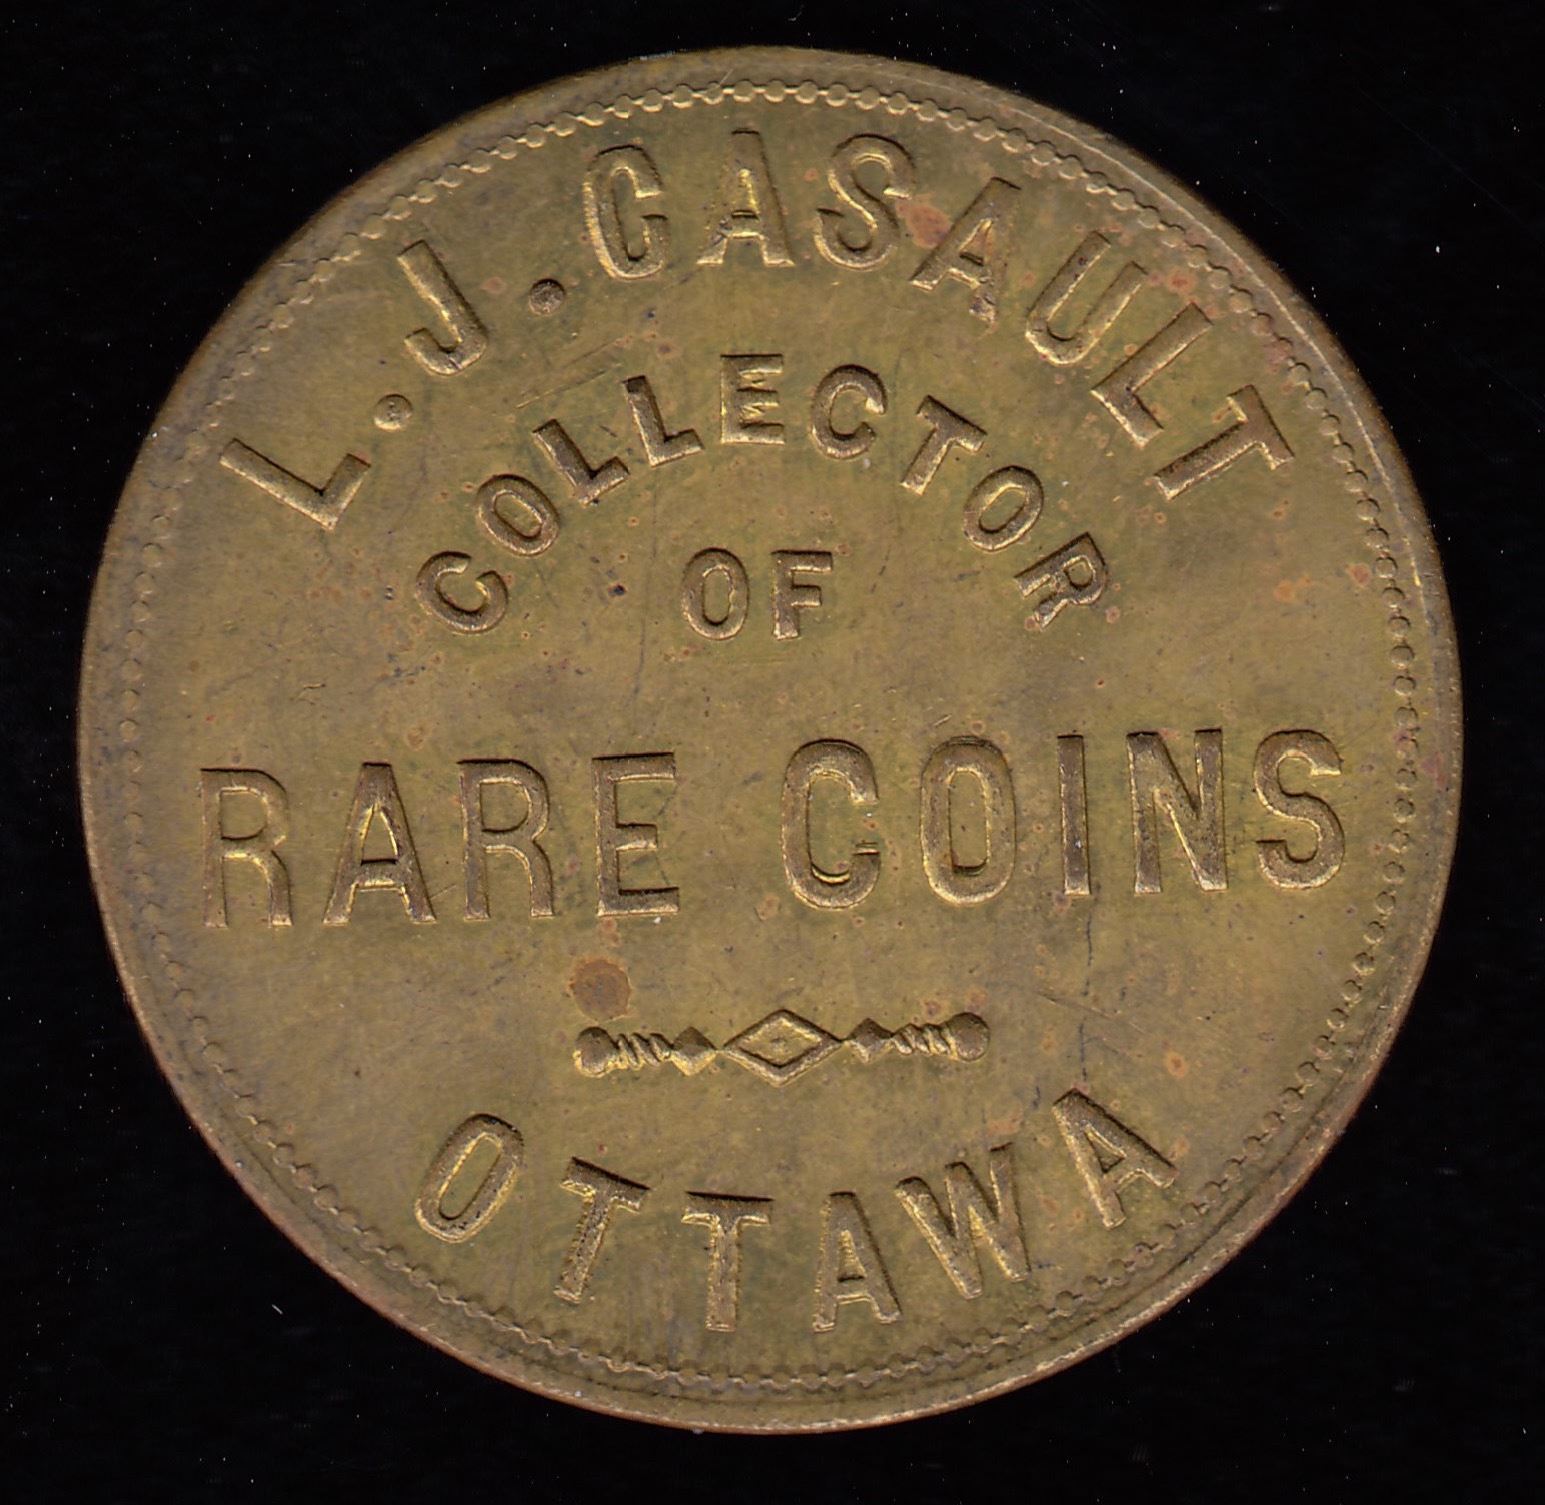 L. J. CASAULT
COLLECTOR
OF
RARE COINS
OTTAWA